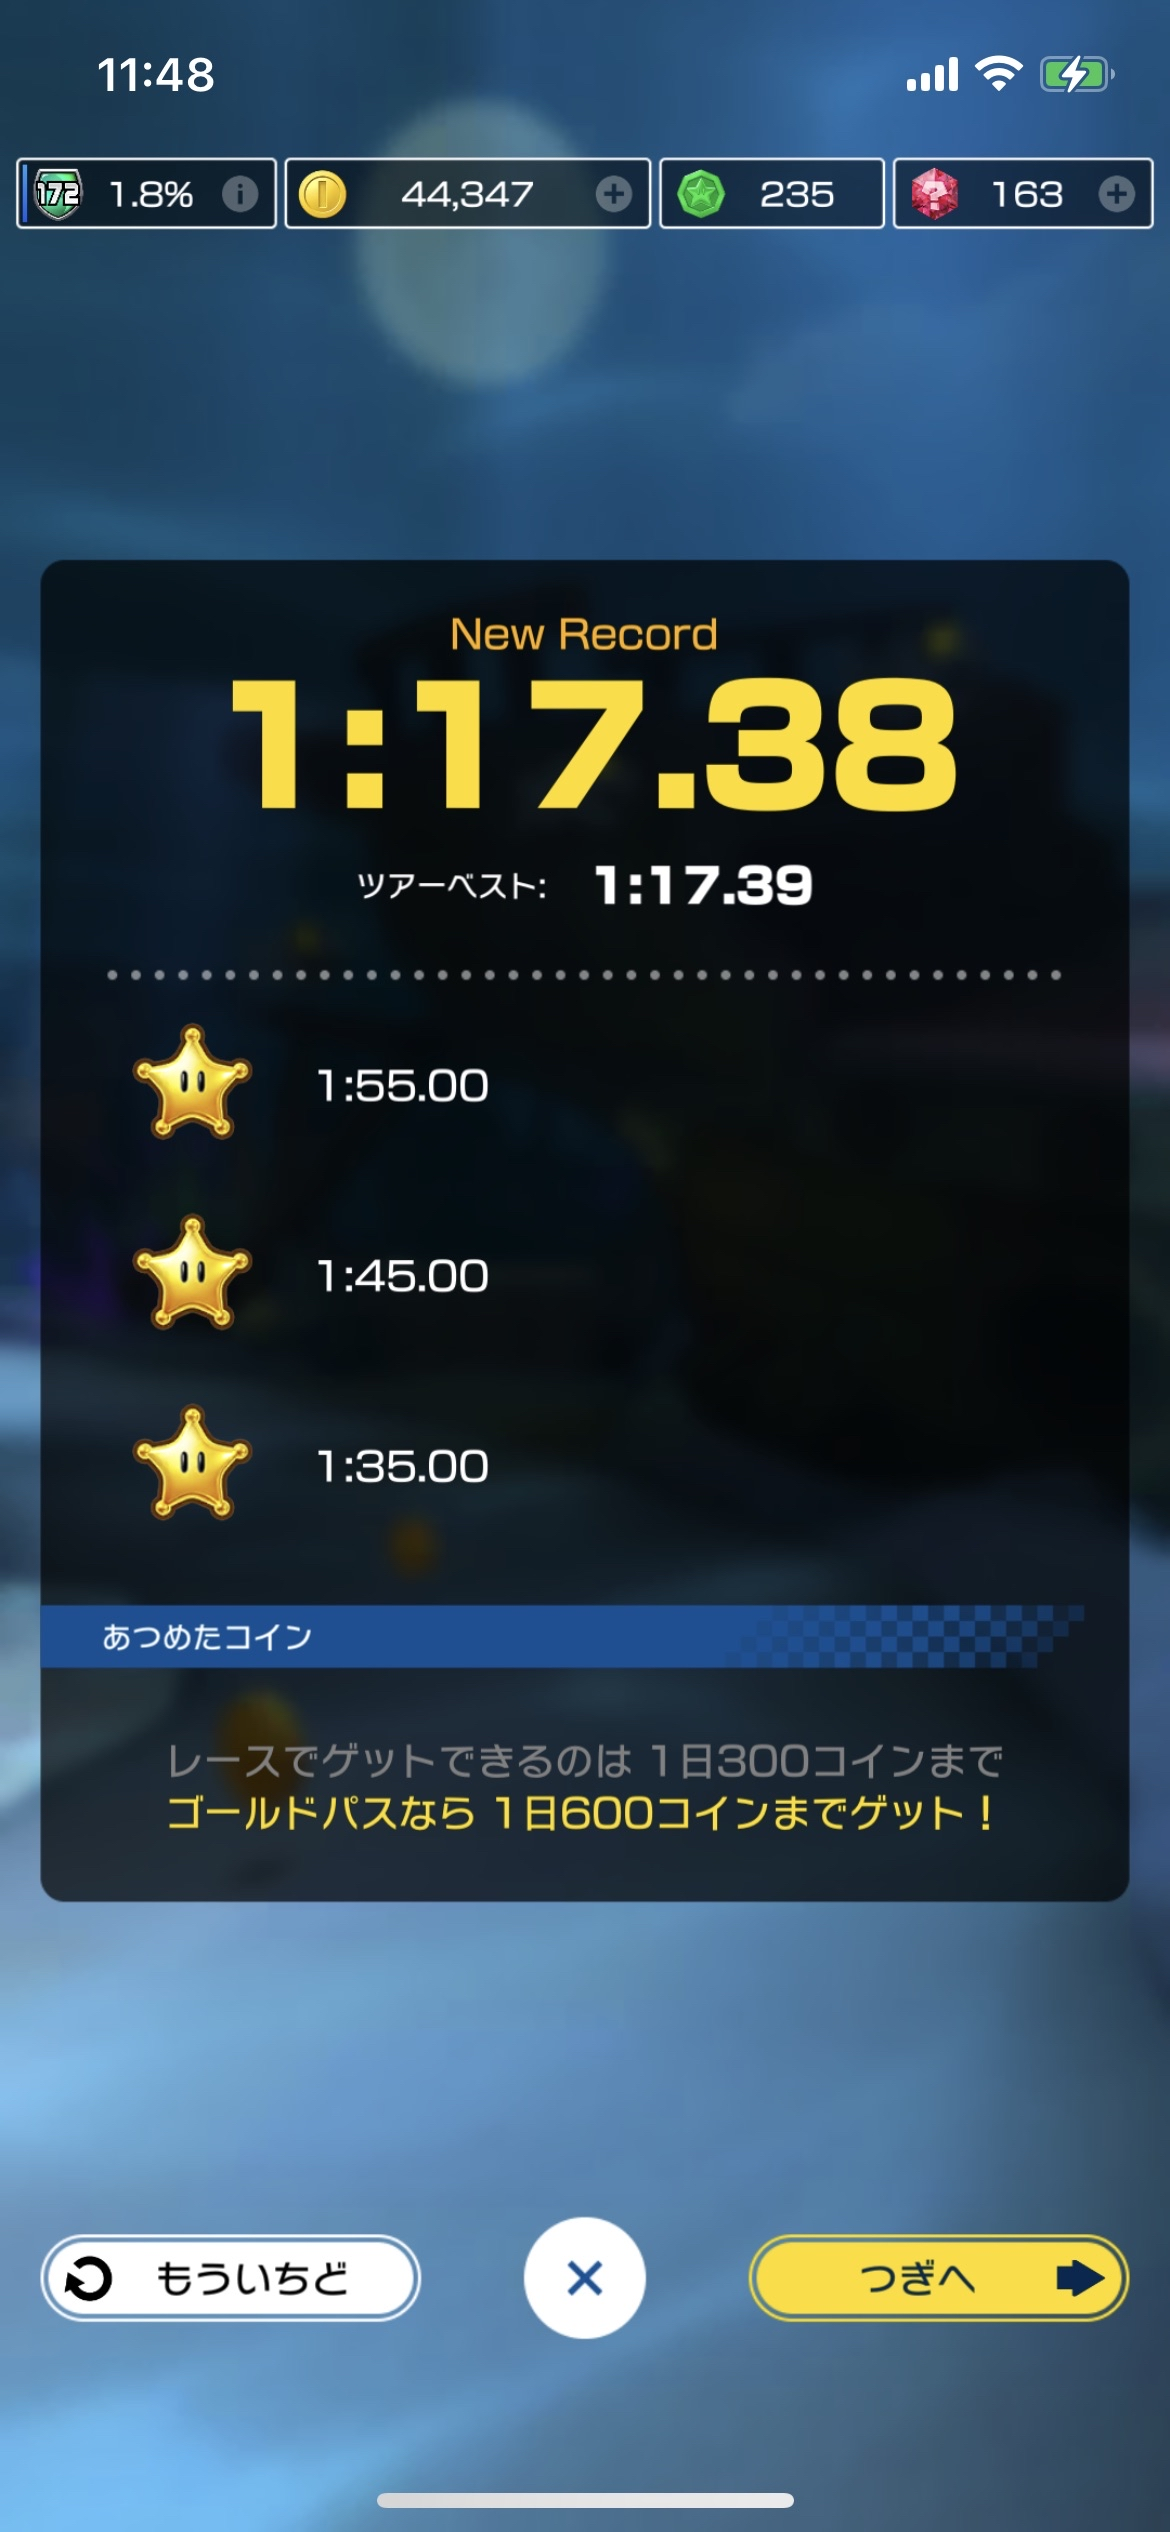 11:48
172 1.8% 44,347 235 163
New Record
1:17.38
ツアーベスト: 1:17.39
1:55.00
1:45.00
1:35.00
あつめたコイン
レースでゲットできるのは 1日300コインまで
ゴールドパスなら 1日600コインまでゲット！
もういちど つぎへ